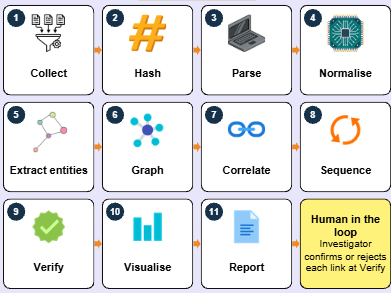 1
Collect
2
Hash
3
Parse
4
Normalise
5
Extract entities
6
Graph
7
Correlate
8
Sequence
9
Verify
10
Visualise
11
Report
Human in the
loop
Investigator
confirms or rejects
each link at Verify